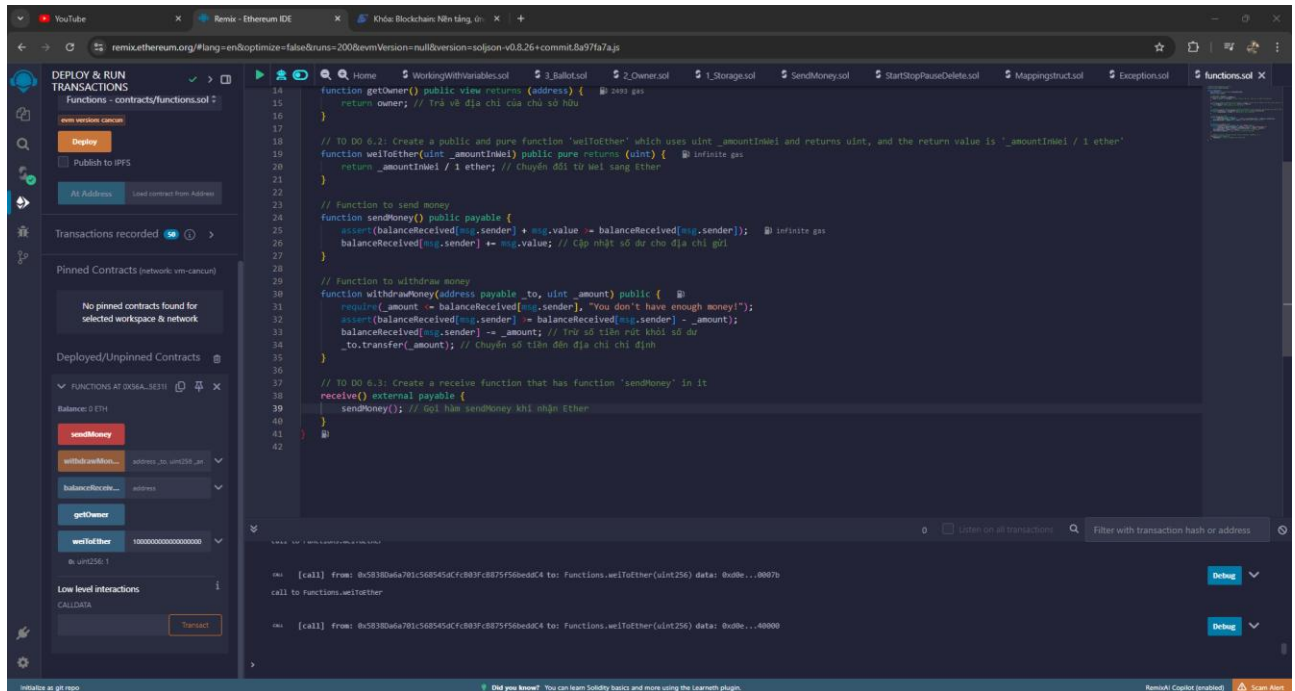 YouTube
Remix - Ethereum IDE
Khóa: Blockchain: Nền tảng, ứn
remix.ethereum.org/#lang=en&optimize=false&runs=200&evmVersion=null&version=soljson-v0.8.26+commit.8a97fa7a.js
DEPLOY & RUN
TRANSACTIONS
Functions - contracts/functions.sol
evm version: cancun
Deploy
Publish to IPFS
At Address
Load contract from Address
Transactions recorded 50 i
Pinned Contracts (network: vm-cancun)
No pinned contracts found for
selected workspace & network
Deployed/Unpinned Contracts
FUNCTIONS AT 0X56A...5E31
Balance: 0 ETH
sendMoney
withdrawMon... address _to, uint256 _an
balanceReceiv... address
getOwner
weiToEther 1000000000000000000
0: uint256: 1
Low level interactions i
CALLDATA
Transact
Home WorkingWithVariables.sol 3_Ballot.sol 2_Owner.sol 1_Storage.sol SendMoney.sol StartStopPauseDelete.sol Mappingstruct.sol Exception.sol functions.sol
14 function getOwner() public view returns (address) { 2493 gas
15 return owner; // Trả về địa chỉ của chủ sở hữu
16 }
17
18 // TO DO 6.2: Create a public and pure function 'weiToEther' which uses uint _amountInWei and returns uint, and the return value is '_amountInWei / 1 ether'
19 function weiToEther(uint _amountInWei) public pure returns (uint) { infinite gas
20 return _amountInWei / 1 ether; // Chuyển đổi từ Wei sang Ether
21 }
22
23 // Function to send money
24 function sendMoney() public payable {
25 assert(balanceReceived[msg.sender] + msg.value >= balanceReceived[msg.sender]); infinite gas
26 balanceReceived[msg.sender] += msg.value; // Cập nhật số dư cho địa chỉ gửi
27 }
28
29 // Function to withdraw money
30 function withdrawMoney(address payable _to, uint _amount) public {
31 require(_amount <= balanceReceived[msg.sender], "You don't have enough money!");
32 assert(balanceReceived[msg.sender] >= balanceReceived[msg.sender] - _amount);
33 balanceReceived[msg.sender] -= _amount; // Trừ số tiền rút khỏi số dư
34 _to.transfer(_amount); // Chuyển số tiền đến địa chỉ chỉ định
35 }
36
37 // TO DO 6.3: Create a receive function that has function 'sendMoney' in it
38 receive() external payable {
39 sendMoney(); // Gọi hàm sendMoney khi nhận Ether
40 }
41 }
42
0 Listen on all transactions Filter with transaction hash or address
call to Functions.weiToEther
CALL [call] from: 0x5B38Da6a701c568545dCfcB03FcB875f56beddC4 to: Functions.weiToEther(uint256) data: 0xd0e...0007b Debug
call to Functions.weiToEther
CALL [call] from: 0x5B38Da6a701c568545dCfcB03FcB875f56beddC4 to: Functions.weiToEther(uint256) data: 0xd0e...40000 Debug
>
Initialize as git repo
Did you know? You can learn Solidity basics and more using the Learneth plugin.
RemixAI Copilot (enabled)
Scam Alert